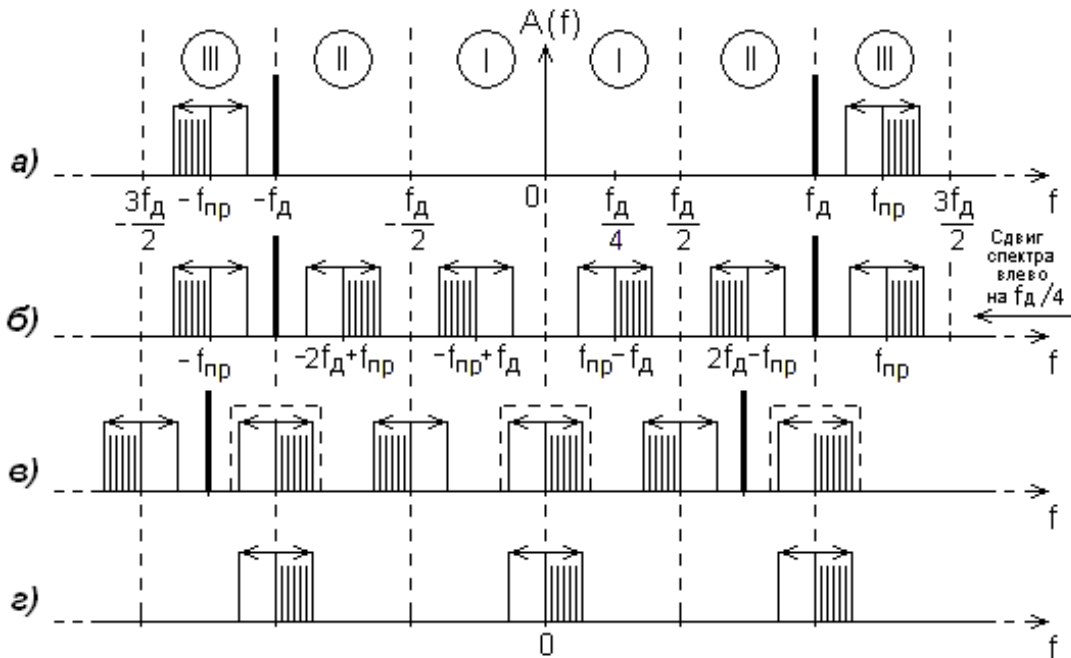 A(f)
III II I I II III
а)
-3fд/2 -fпр -fд -fд/2 0 fд/4 fд/2 fд fпр 3fд/2 f
Сдвиг
спектра
влево
на fд/4
б)
-fпр -2fд+fпр -fпр+fд fпр-fд 2fд-fпр fпр f
в)
f
г)
0 f